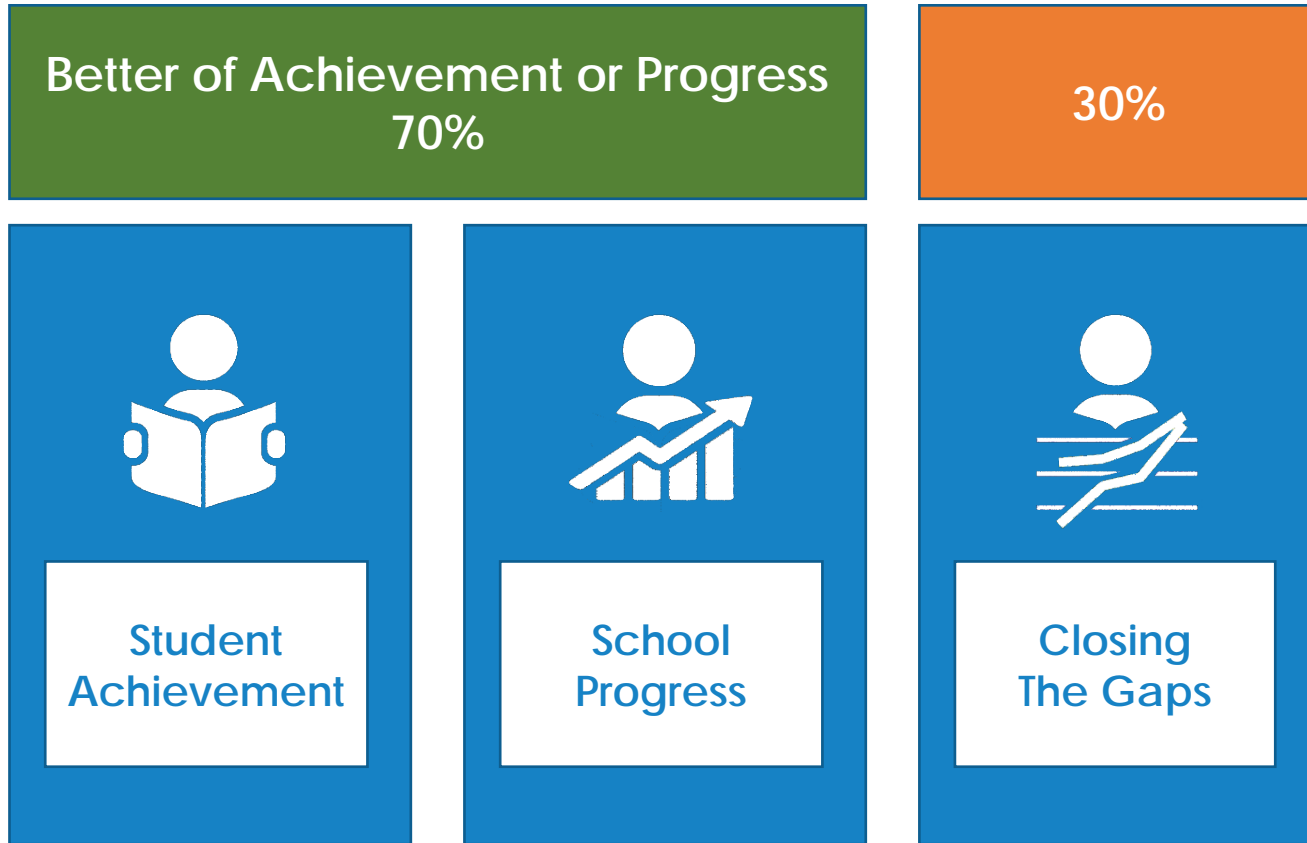 Better of Achievement or Progress
70%
30%
Student
Achievement
School
Progress
Closing
The Gaps